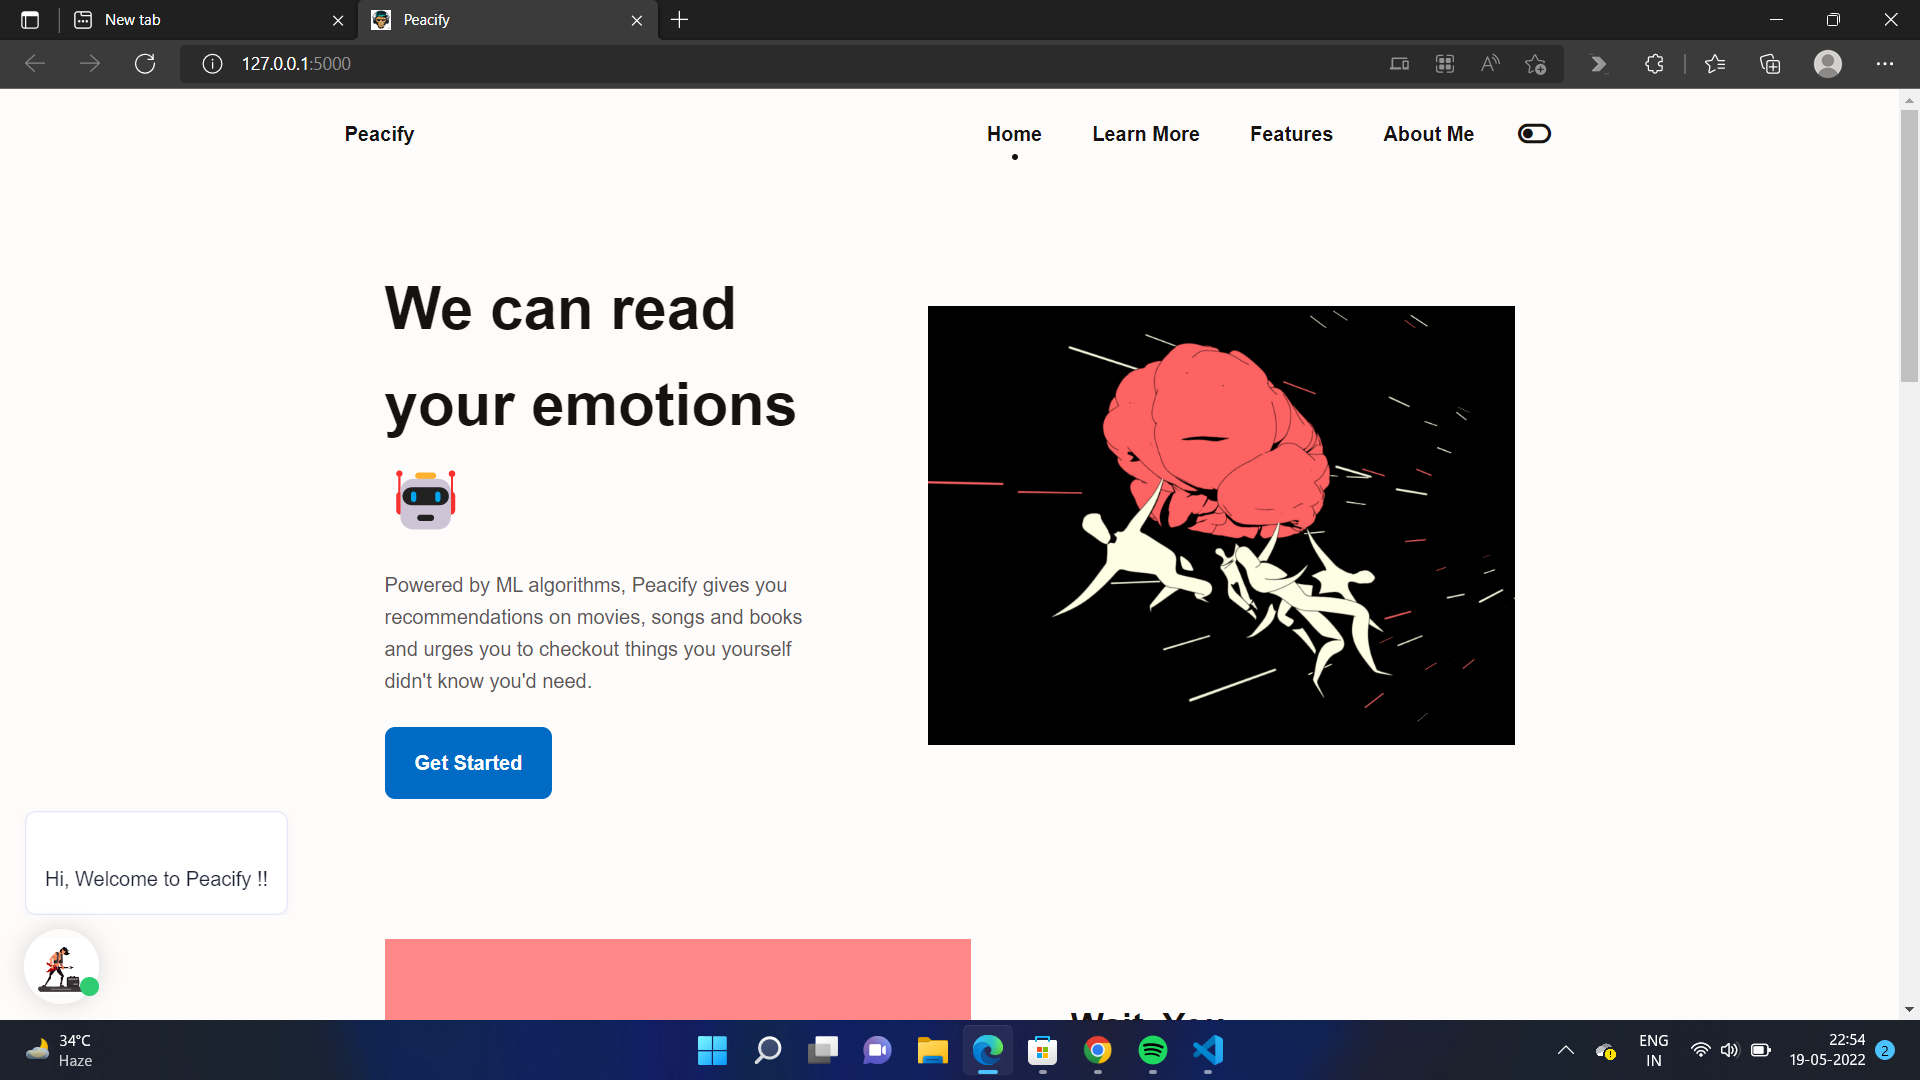 New tab
Peacify
127.0.0.1:5000
Peacify
Home Learn More Features About Me
We can read
your emotions
Powered by ML algorithms, Peacify gives you
recommendations on movies, songs and books
and urges you to checkout things you yourself
didn't know you'd need.
Get Started
Hi, Welcome to Peacify !!
Wait, You
34°C
Haze
ENG
IN
22:54
19-05-2022
2